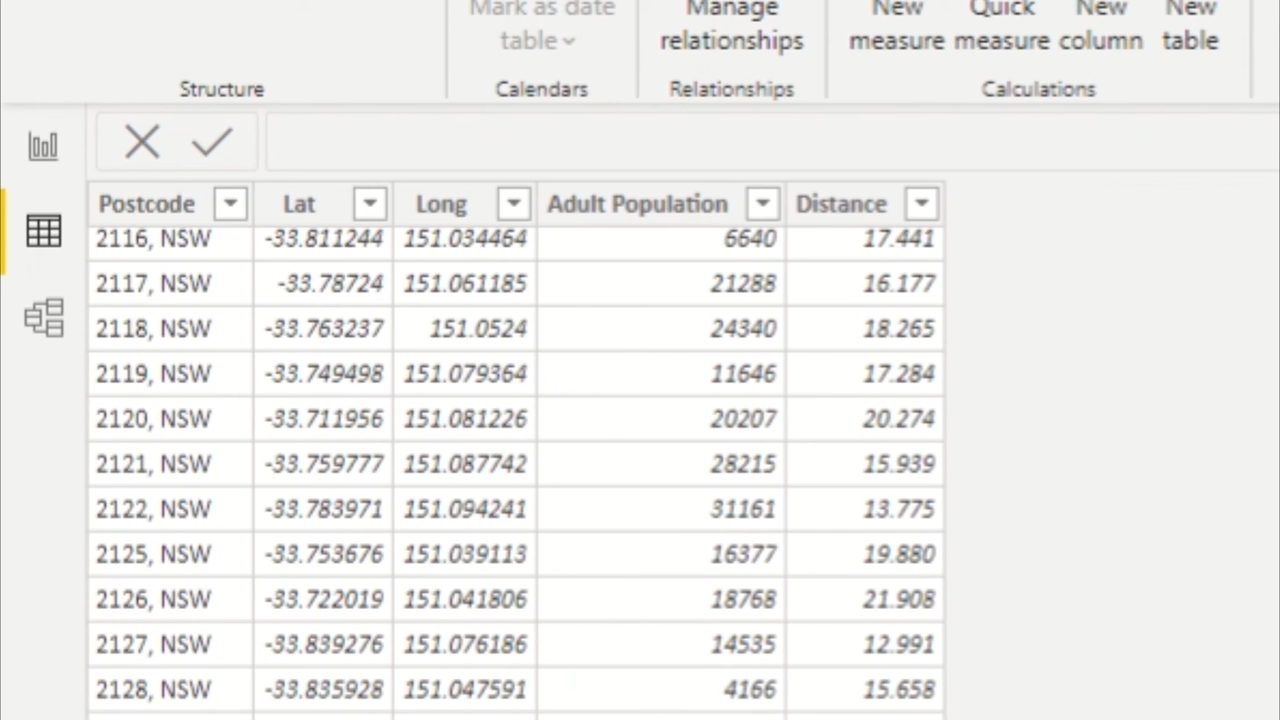 Mark as date table
Manage relationships
New measure
Quick measure
New column
New table
Structure
Calendars
Relationships
Calculations
Postcode Lat Long Adult Population Distance
2116, NSW -33.811244 151.034464 6640 17.441
2117, NSW -33.78724 151.061185 21288 16.177
2118, NSW -33.763237 151.0524 24340 18.265
2119, NSW -33.749498 151.079364 11646 17.284
2120, NSW -33.711956 151.081226 20207 20.274
2121, NSW -33.759777 151.087742 28215 15.939
2122, NSW -33.783971 151.094241 31161 13.775
2125, NSW -33.753676 151.039113 16377 19.880
2126, NSW -33.722019 151.041806 18768 21.908
2127, NSW -33.839276 151.076186 14535 12.991
2128, NSW -33.835928 151.047591 4166 15.658